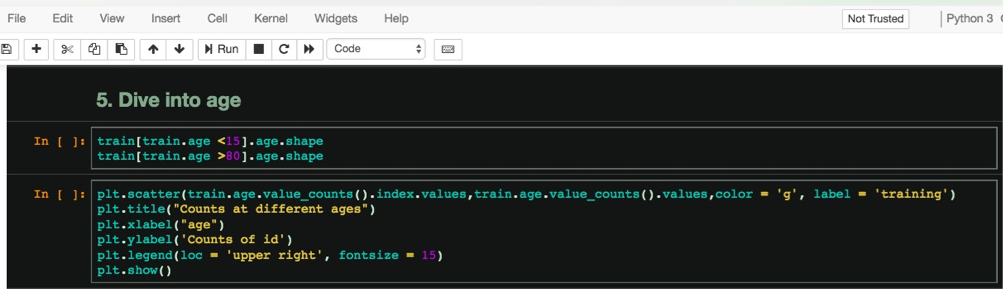 File Edit View Insert Cell Kernel Widgets Help Not Trusted Python 3
Run Code
5. Dive into age
In [ ]: train[train.age <15].age.shape
train[train.age >80].age.shape
In [ ]: plt.scatter(train.age.value_counts().index.values,train.age.value_counts().values,color = 'g', label = 'training')
plt.title("Counts at different ages")
plt.xlabel("age")
plt.ylabel('Counts of id')
plt.legend(loc = 'upper right', fontsize = 15)
plt.show()